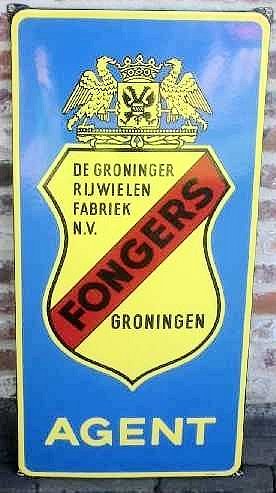 DE GRONINGER
RIJWIELEN
FABRIEK
N.V.
FONGERS
GRONINGEN
AGENT